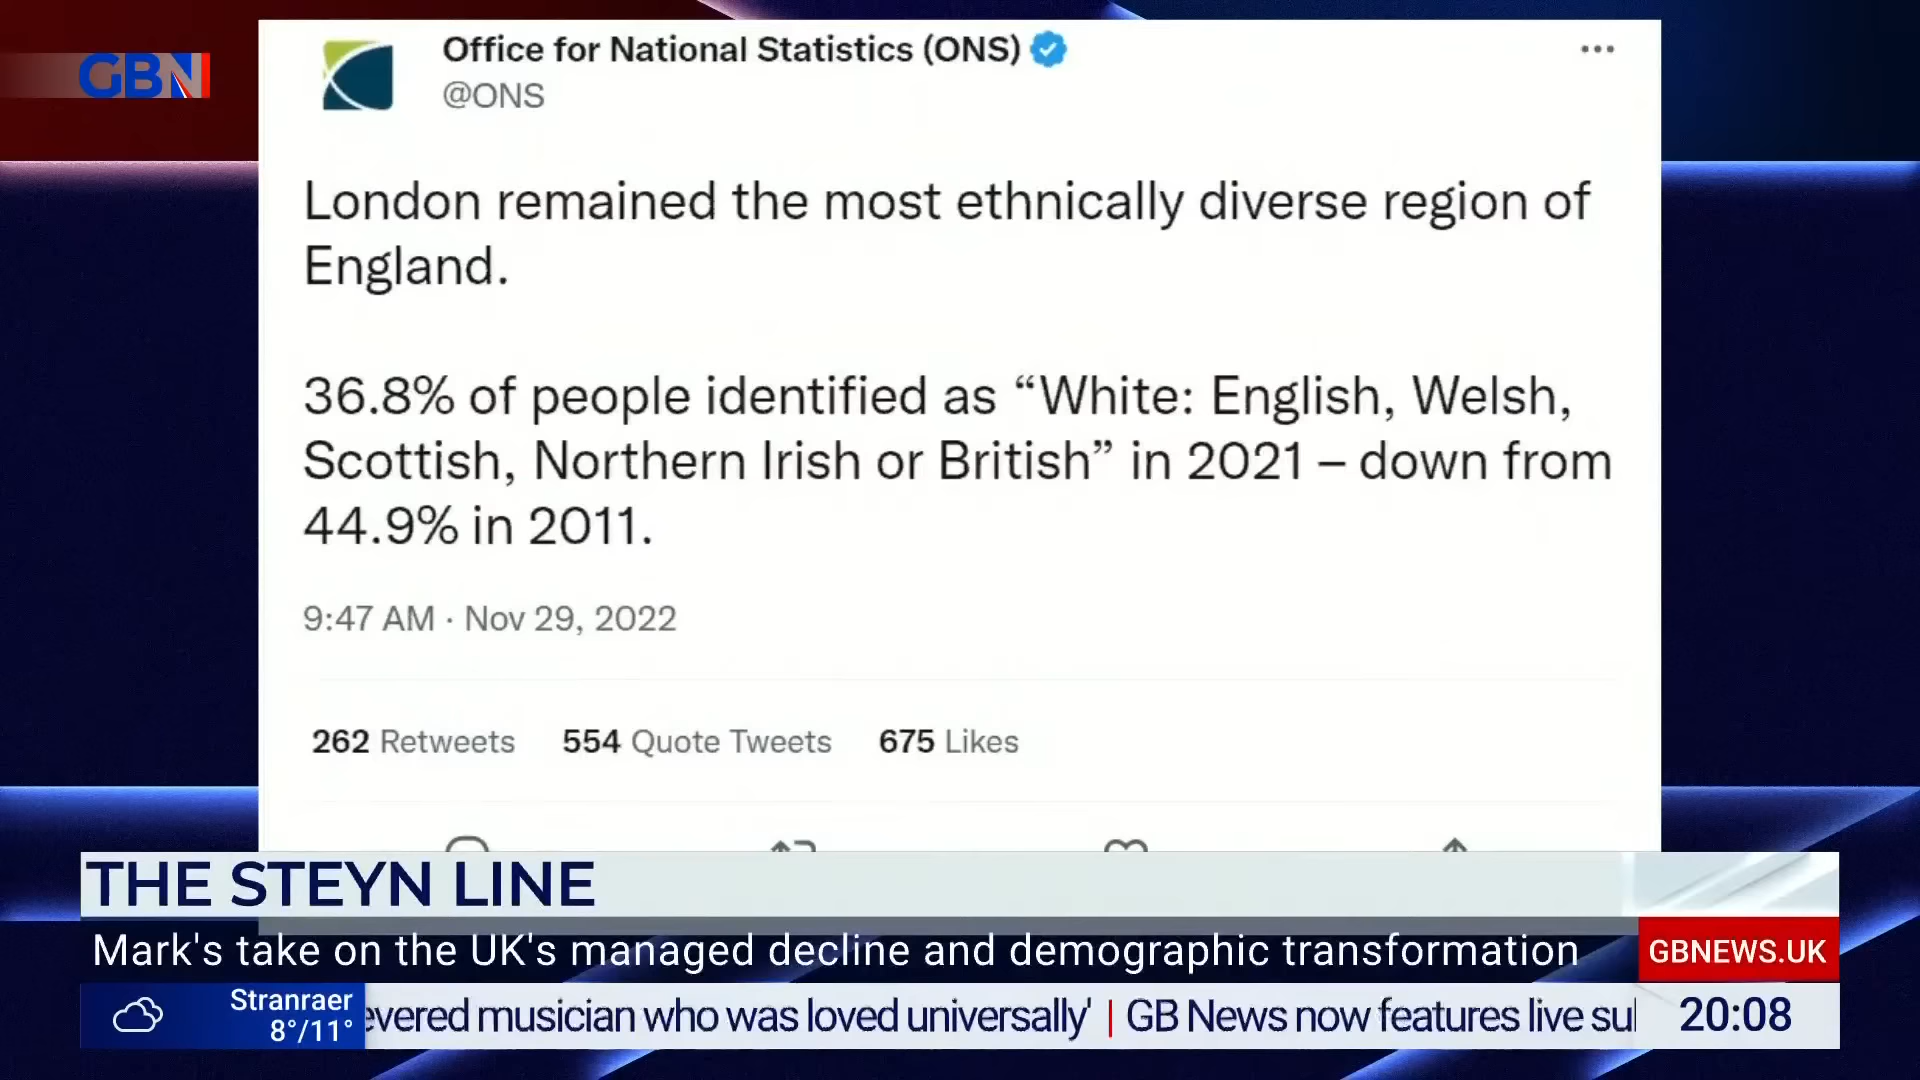 GBN
Office for National Statistics (ONS)
@ONS
London remained the most ethnically diverse region of
England.
36.8% of people identified as “White: English, Welsh,
Scottish, Northern Irish or British” in 2021 – down from
44.9% in 2011.
9:47 AM · Nov 29, 2022
262 Retweets 554 Quote Tweets 675 Likes
THE STEYN LINE
Mark's take on the UK's managed decline and demographic transformation
GBNEWS.UK
Stranraer
8°/11°
evered musician who was loved universally' | GB News now features live su
20:08